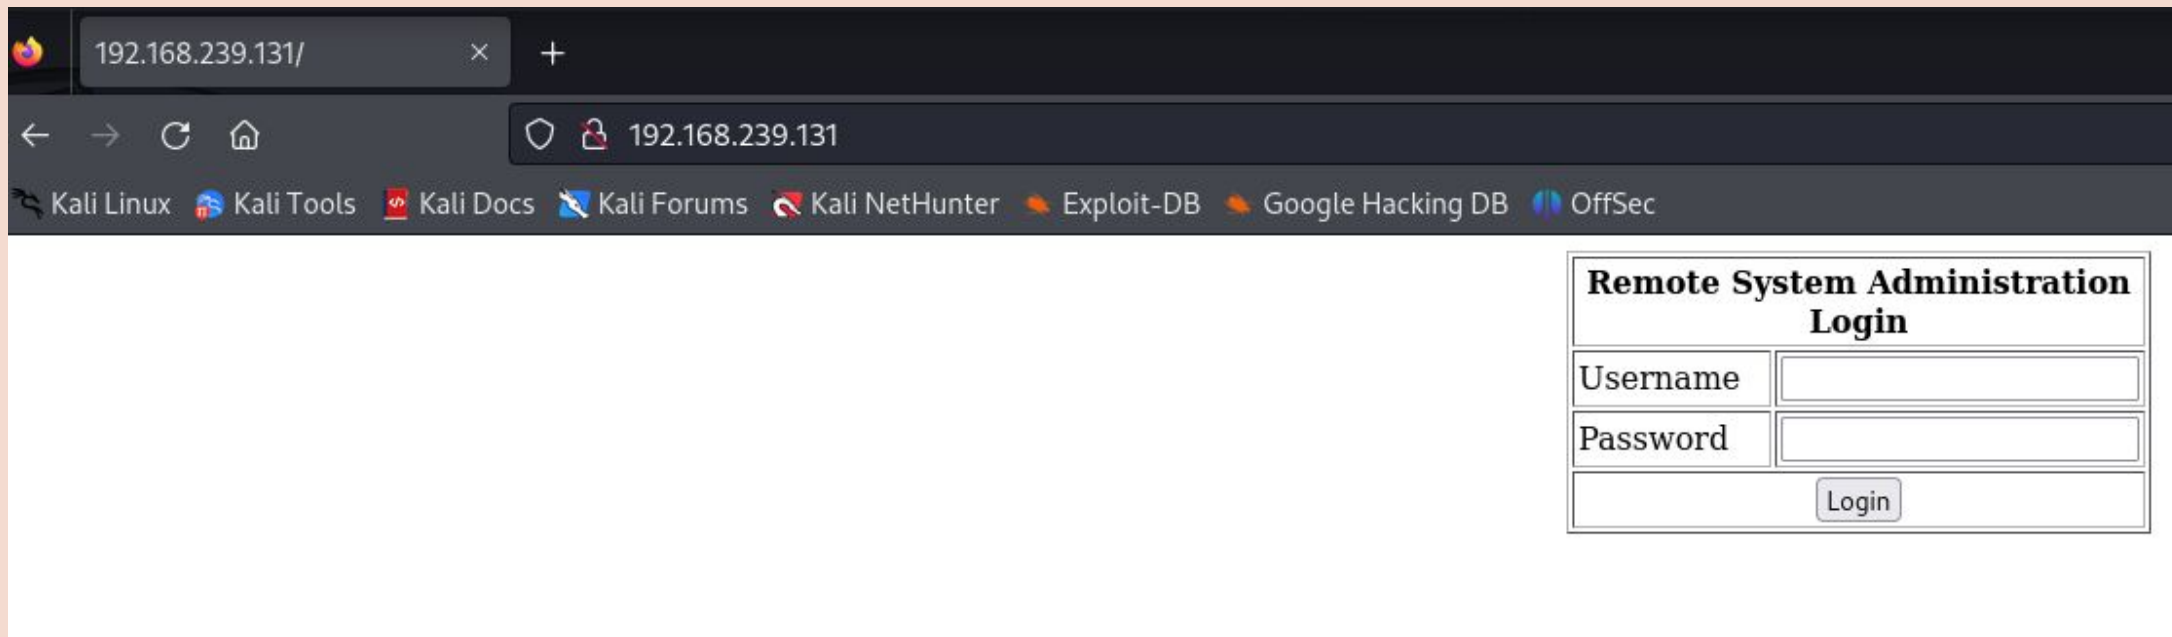 192.168.239.131/
192.168.239.131
Kali Linux Kali Tools Kali Docs Kali Forums Kali NetHunter Exploit-DB Google Hacking DB OffSec
Remote System Administration
Login
Username
Password
Login